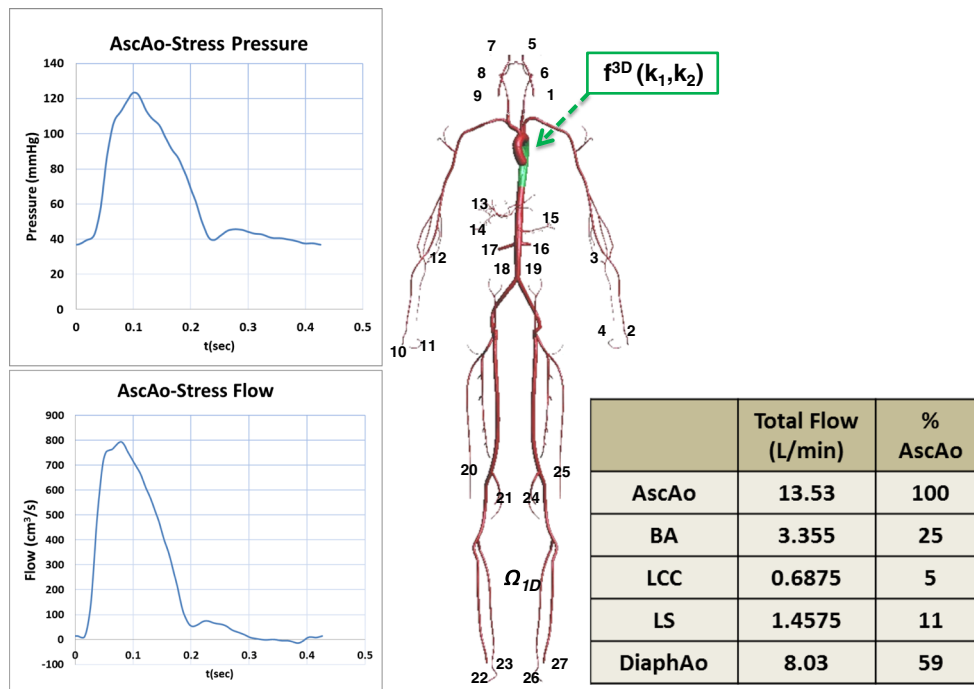 AscAo-Stress Pressure
Pressure (mmHg)
140
120
100
80
60
40
20
0
0 0.1 0.2 0.3 0.4 0.5
t(sec)
AscAo-Stress Flow
Flow (cm³/s)
900
800
700
600
500
400
300
200
100
0
-100
0 0.1 0.2 0.3 0.4 0.5
t(sec)
f³ᴰ (k₁,k₂)
7 5
8 6
9 1
13
14 15
17 16
12 3
18 19
4 2
10 11
20 21 24 25
Ω₁D
23 27
22 26
Total Flow (L/min) % AscAo
AscAo 13.53 100
BA 3.355 25
LCC 0.6875 5
LS 1.4575 11
DiaphAo 8.03 59